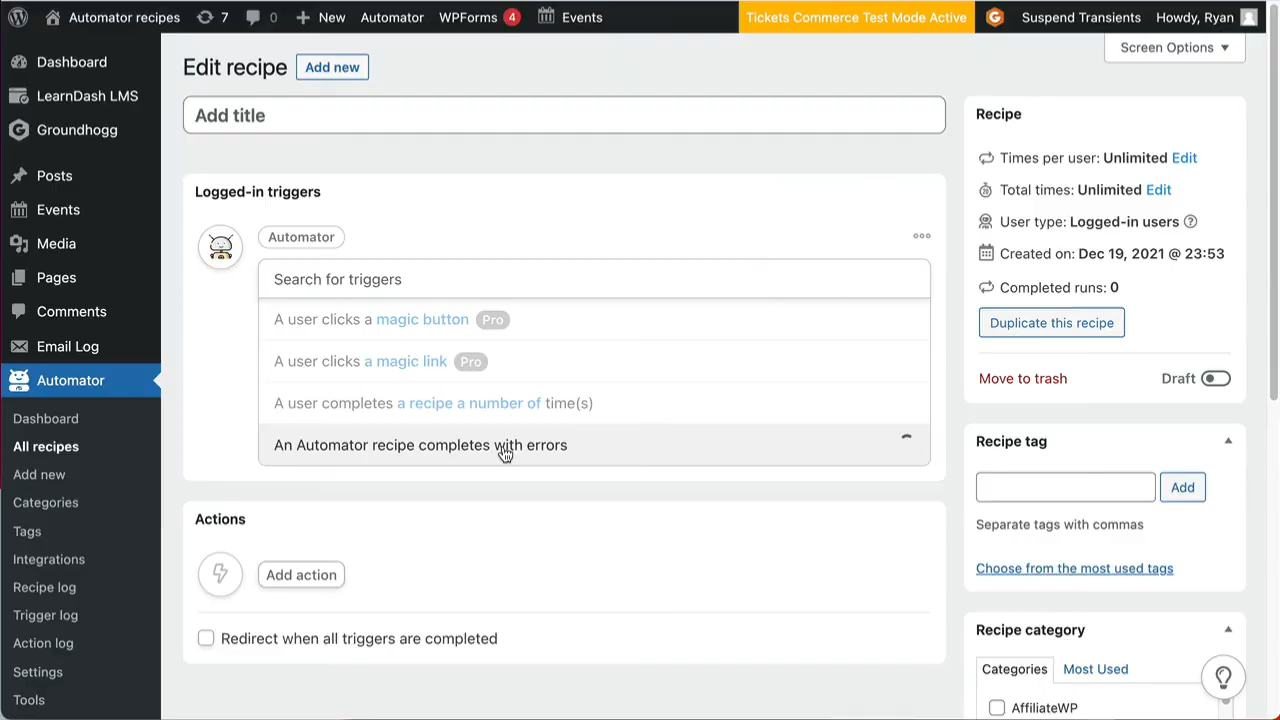 Automator recipes
7
0
New
Automator
WPForms 4
Events
Tickets Commerce Test Mode Active
Suspend Transients
Howdy, Ryan
Dashboard
LearnDash LMS
Groundhogg
Posts
Events
Media
Pages
Comments
Email Log
Automator
Dashboard
All recipes
Add new
Categories
Tags
Integrations
Recipe log
Trigger log
Action log
Settings
Tools
Screen Options ▼
Edit recipe
Add new
Add title
Logged-in triggers
Automator
Search for triggers
A user clicks a magic button Pro
A user clicks a magic link Pro
A user completes a recipe a number of time(s)
An Automator recipe completes with errors
Actions
Add action
Redirect when all triggers are completed
Recipe
Times per user: Unlimited Edit
Total times: Unlimited Edit
User type: Logged-in users ?
Created on: Dec 19, 2021 @ 23:53
Completed runs: 0
Duplicate this recipe
Move to trash
Draft
Recipe tag
Add
Separate tags with commas
Choose from the most used tags
Recipe category
Categories
Most Used
AffiliateWP